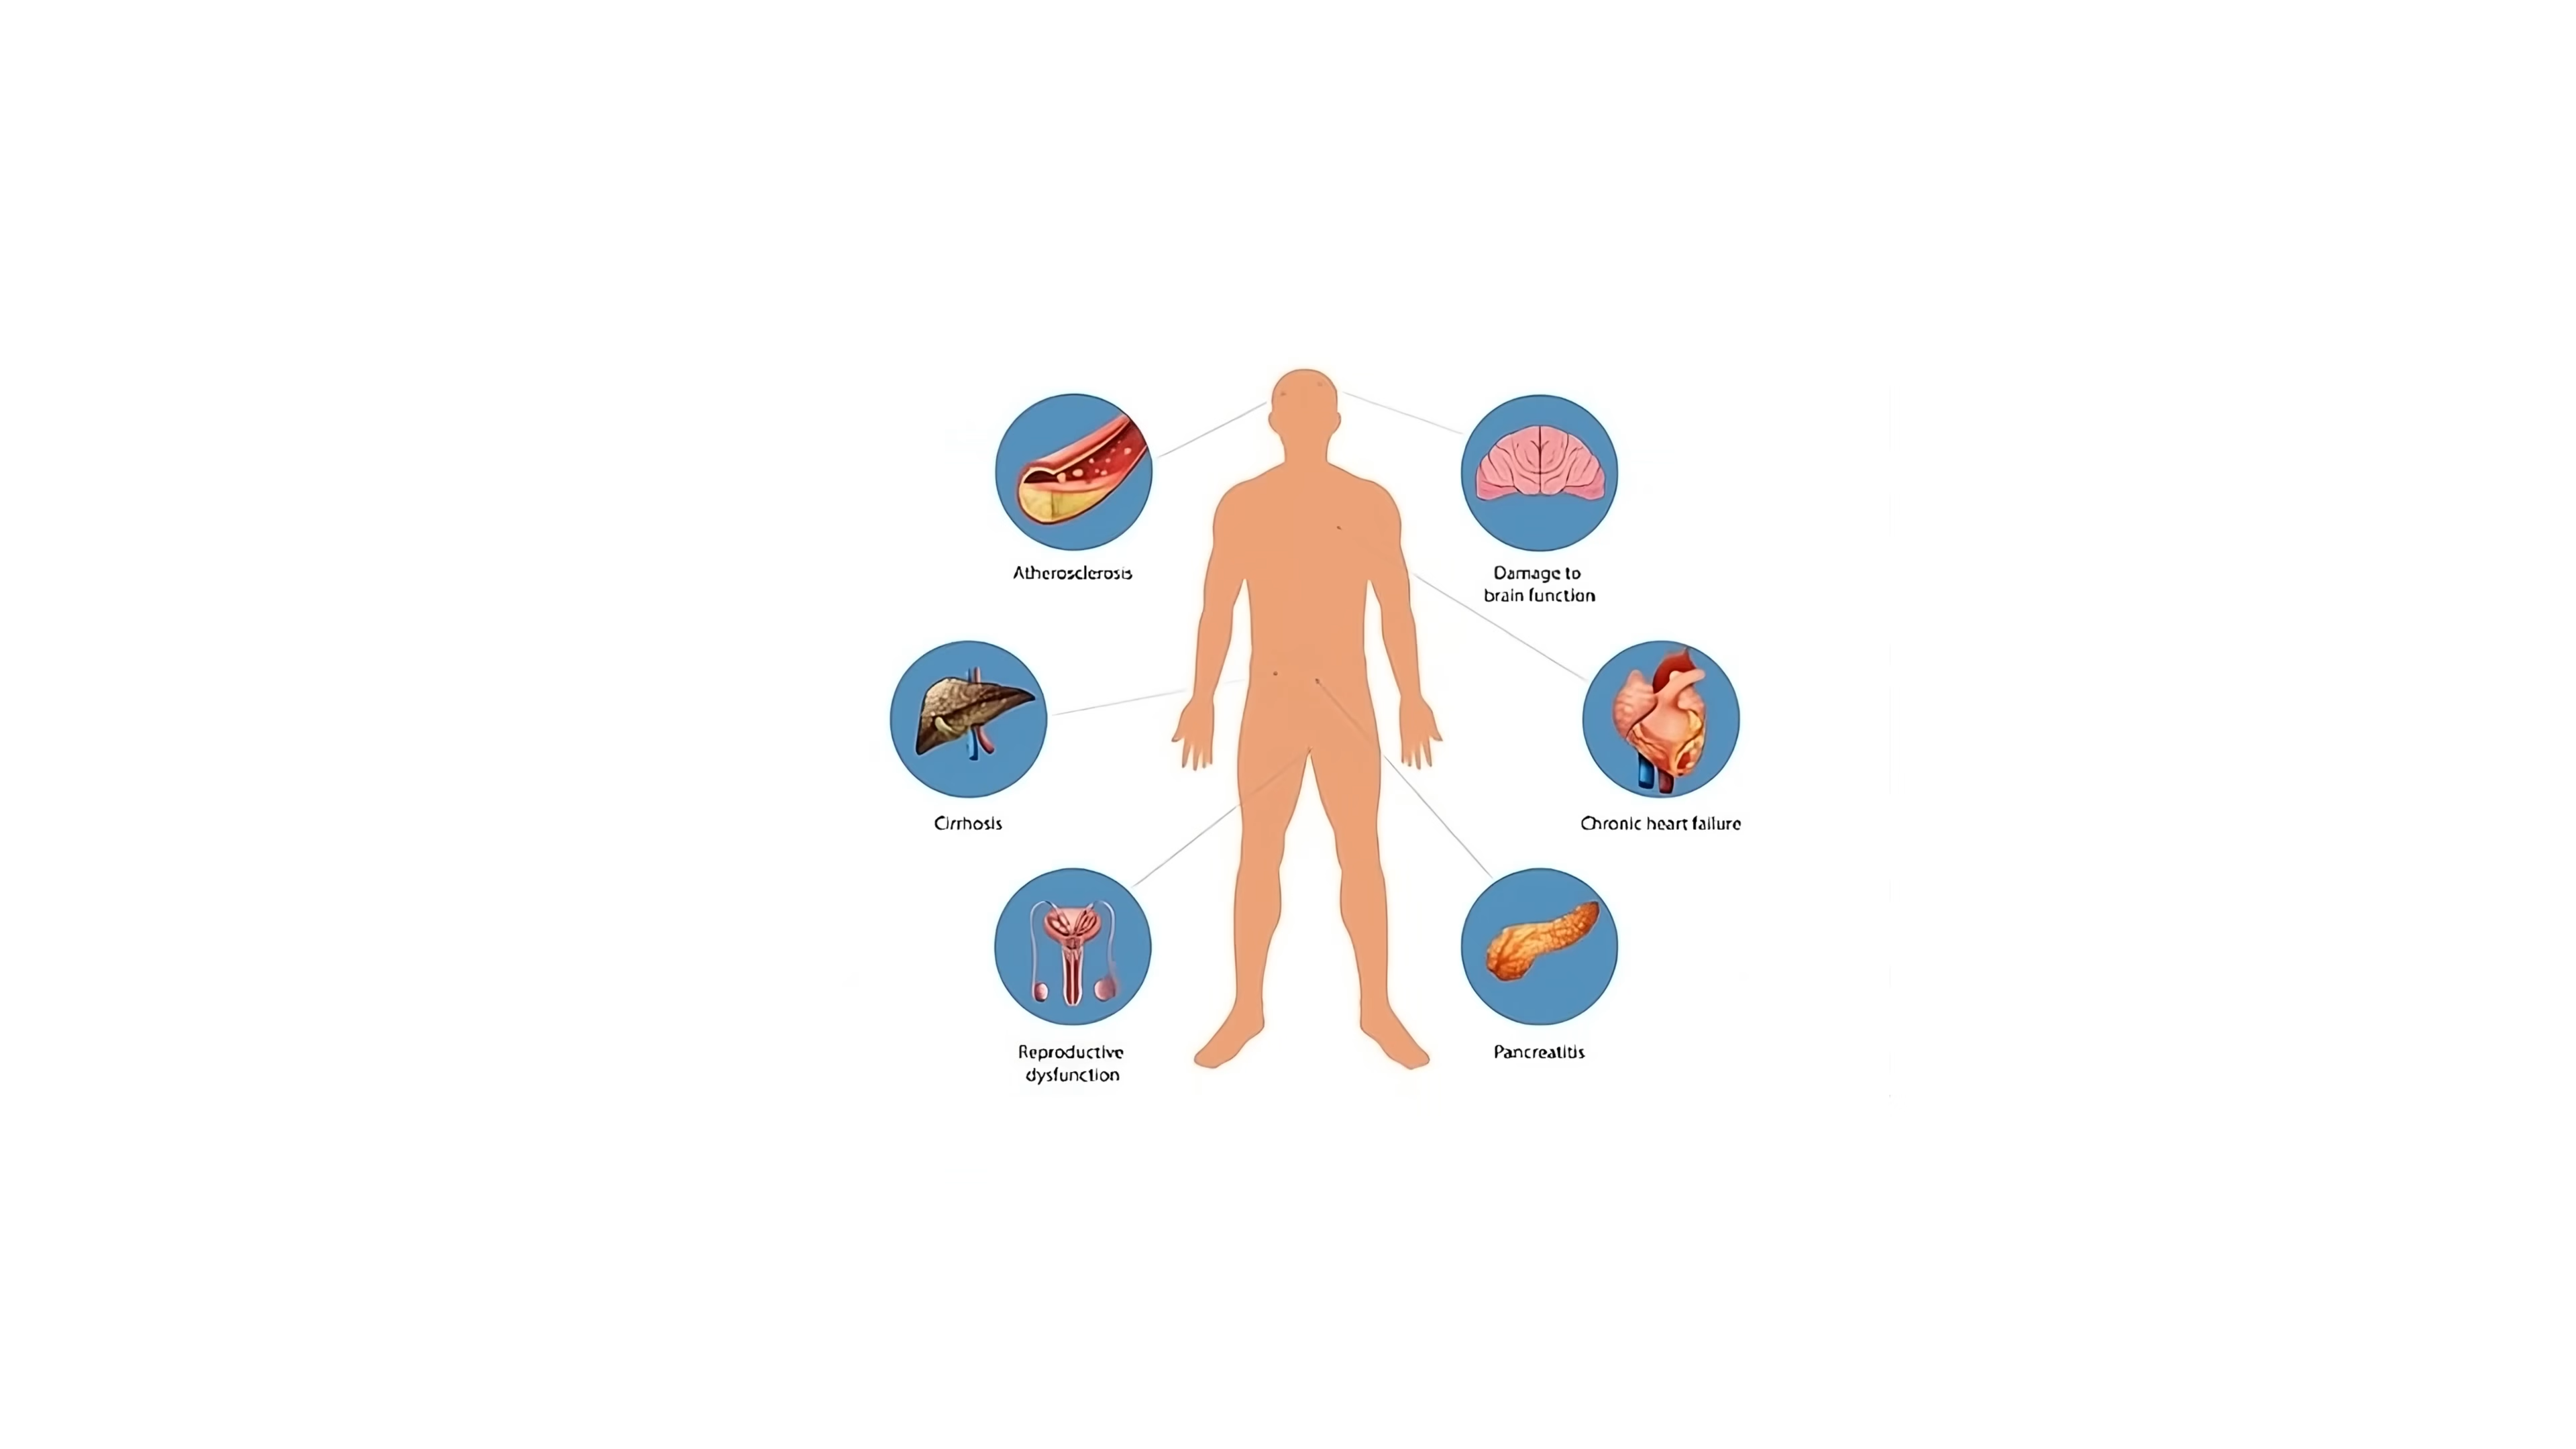 Atherosclerosis
Damage to
brain function
Cirrhosis
Chronic heart failure
Reproductive
dysfunction
Pancreatitis